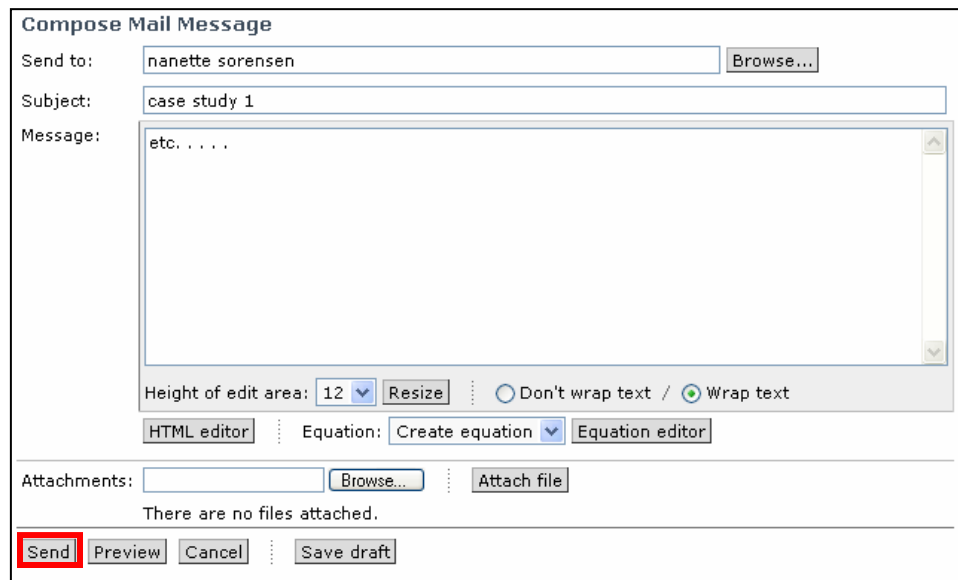 Compose Mail Message
Send to: nanette sorensen Browse...
Subject: case study 1
Message: etc. . . . .
Height of edit area: 12 Resize Don't wrap text / Wrap text
HTML editor Equation: Create equation Equation editor
Attachments: Browse... Attach file
There are no files attached.
Send Preview Cancel Save draft